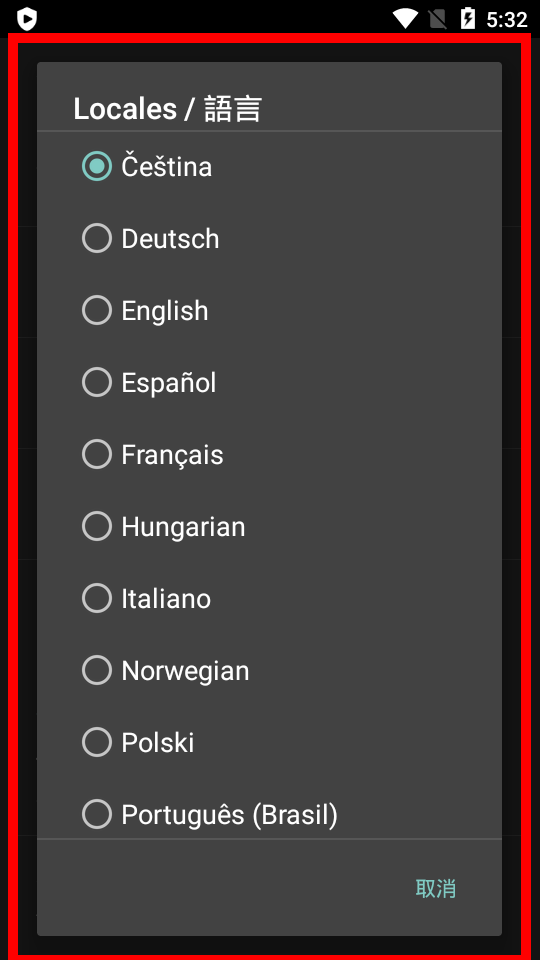 5:32
Locales / 語言
Čeština
Deutsch
English
Español
Français
Hungarian
Italiano
Norwegian
Polski
Português (Brasil)
取消